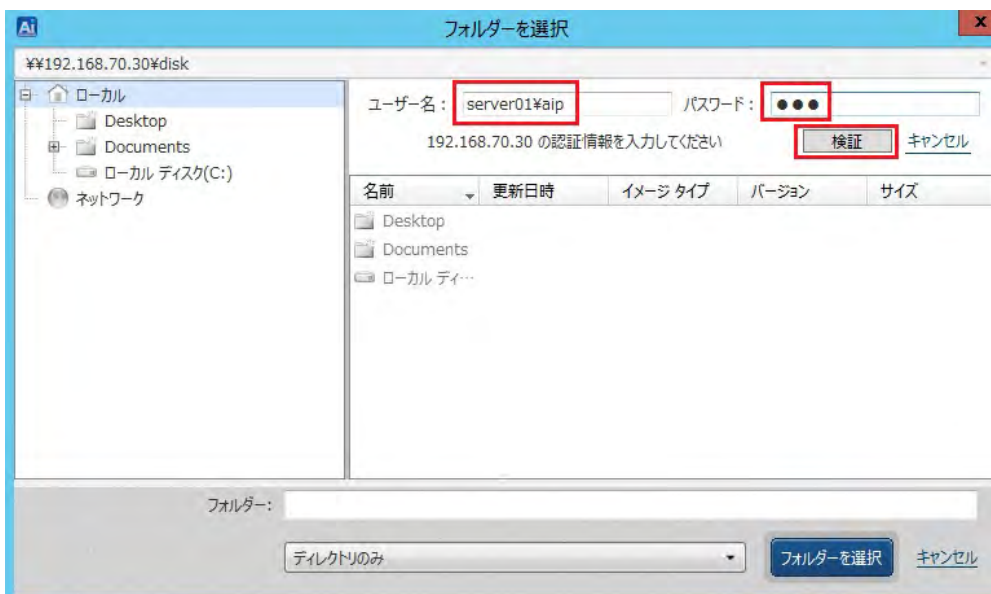 Ai フォルダーを選択 x
¥¥192.168.70.30¥disk
ローカル
Desktop
Documents
ローカル ディスク(C:)
ネットワーク
ユーザー名: server01¥aip パスワード: ●●●
192.168.70.30 の認証情報を入力してください 検証 キャンセル
名前 更新日時 イメージ タイプ バージョン サイズ
Desktop
Documents
ローカル ディ…
フォルダー:
ディレクトリのみ フォルダーを選択 キャンセル